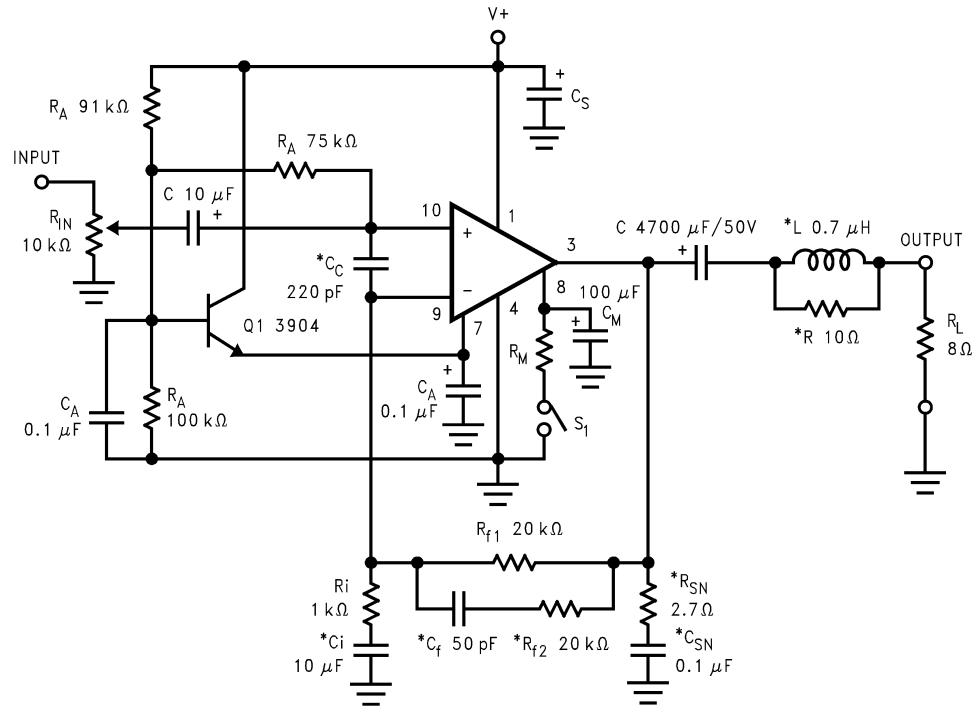 V+
+
C_S
R_A 91 kΩ
R_A 75 kΩ
INPUT
C 10 μF
+
R_IN
10 kΩ
10
+
1
*C_C
220 pF
−
9
3
8
4
7
C 4700 μF/50V
+
*L 0.7 μH
OUTPUT
*R 10Ω
R_L
8Ω
100 μF
C_M
+
R_M
S_1
Q1 3904
+
C_A
0.1 μF
C_A
0.1 μF
R_A
100 kΩ
R_f1 20 kΩ
Ri
1 kΩ
*Ci
10 μF
*C_f 50 pF
*R_f2 20 kΩ
*R_SN
2.7Ω
*C_SN
0.1 μF